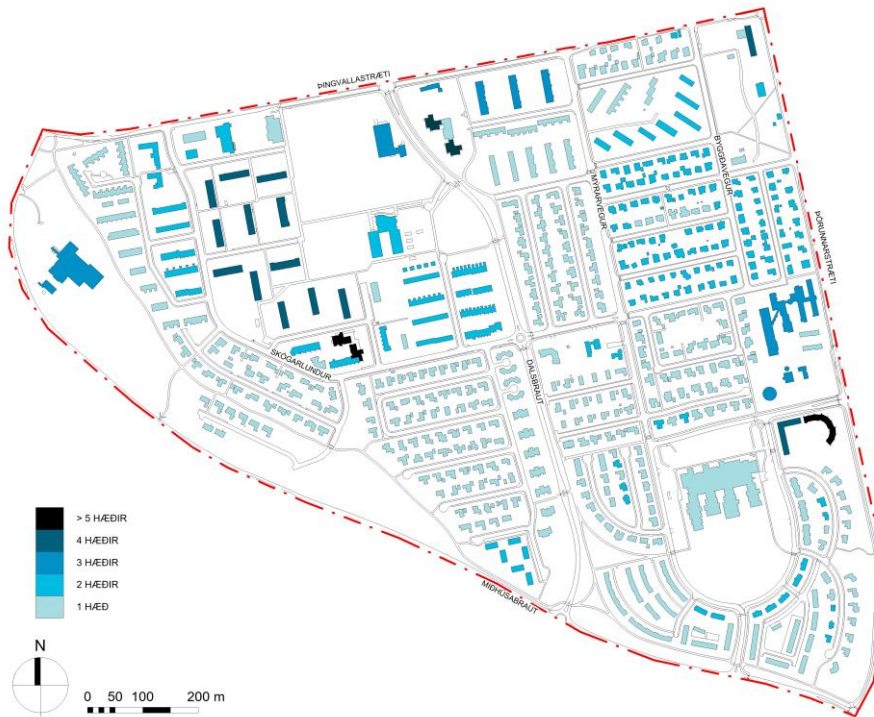 ÞINGVALLASTRÆTI
BYGGÐAVEGUR
MÝRARVEGUR
ÞÓRUNNARSTRÆTI
SKÓGARLUNDUR
DALSBRAUT
MIÐHUSABRAUT
> 5 HÆÐIR
4 HÆÐIR
3 HÆÐIR
2 HÆÐIR
1 HÆÐ
N
0 50 100 200 m